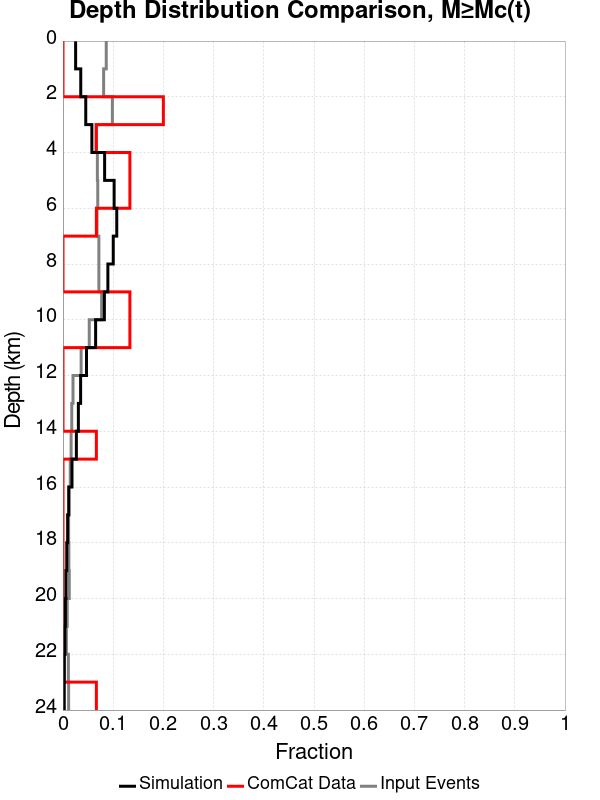 Depth Distribution Comparison, M≥Mc(t)
0
2
4
6
8
10
12
14
16
18
20
22
24
Depth (km)
0 0.1 0.2 0.3 0.4 0.5 0.6 0.7 0.8 0.9 1
Fraction
Simulation ComCat Data Input Events